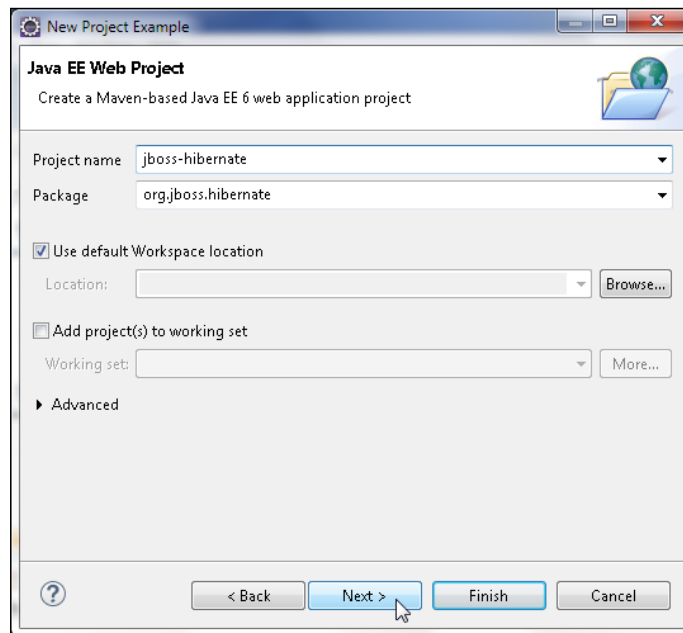 New Project Example
Java EE Web Project
Create a Maven-based Java EE 6 web application project
Project name jboss-hibernate
Package org.jboss.hibernate
Use default Workspace location
Location: Browse...
Add project(s) to working set
Working set: More...
Advanced
? < Back Next > Finish Cancel